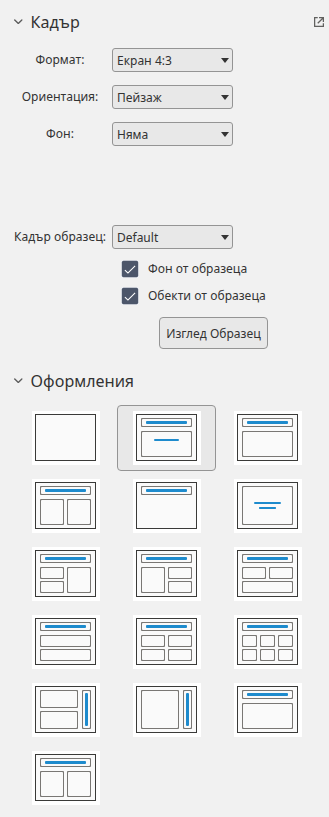 Кадър
Формат: Екран 4:3
Ориентация: Пейзаж
Фон: Няма
Кадър образец: Default
Фон от образеца
Обекти от образеца
Изглед Образец
Оформления